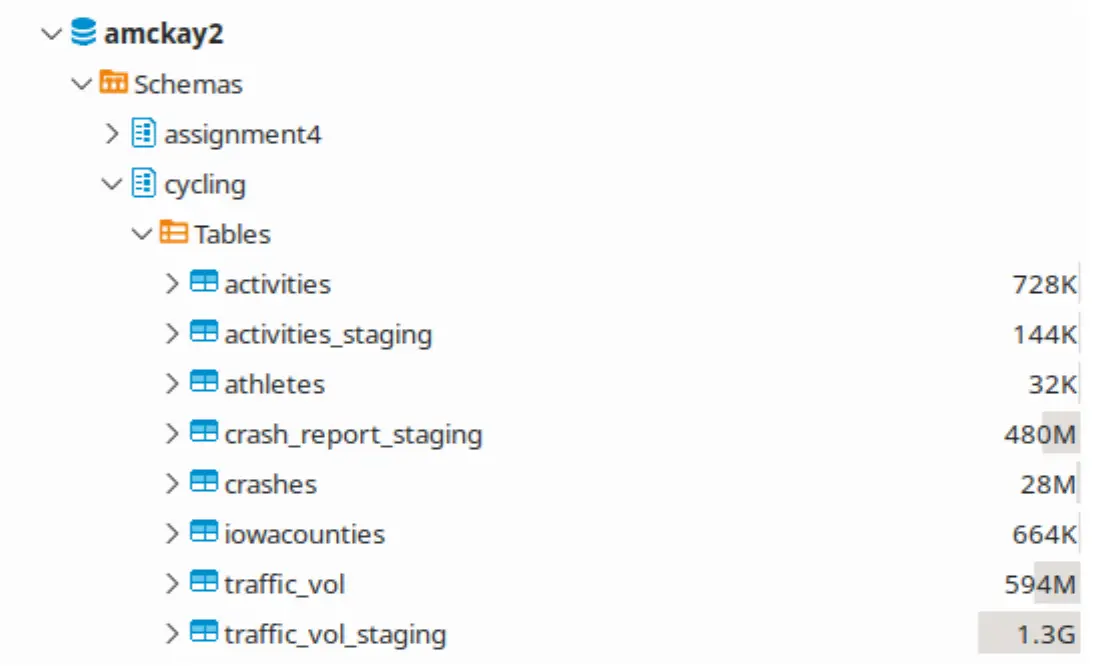 amckay2
Schemas
assignment4
cycling
Tables
activities 728K
activities_staging 144K
athletes 32K
crash_report_staging 480M
crashes 28M
iowacounties 664K
traffic_vol 594M
traffic_vol_staging 1.3G